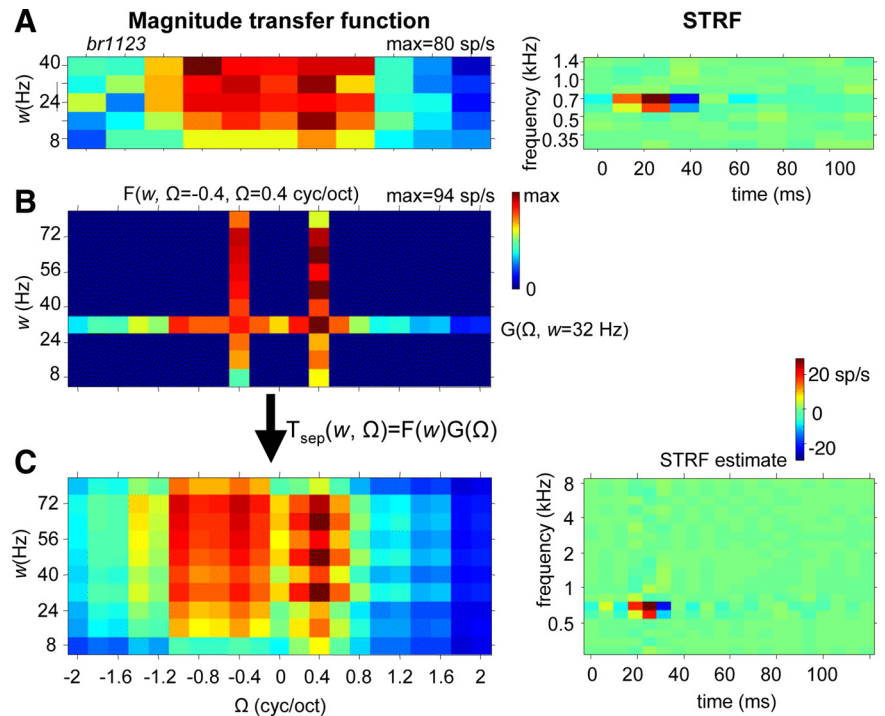 A
Magnitude transfer function
STRF
br1123
max=80 sp/s
w(Hz)
40
24
8
frequency (kHz)
1.4
1.0
0.7
0.5
0.35
0 20 40 60 80 100
time (ms)
B
F(w, Ω=-0.4, Ω=0.4 cyc/oct)
max=94 sp/s
w (Hz)
72
56
40
24
8
max
0
G(Ω, w=32 Hz)
Tsep(w, Ω)=F(w)G(Ω)
20 sp/s
0
-20
C
w(Hz)
72
56
40
24
8
-2 -1.6 -1.2 -0.8 -0.4 0 0.4 0.8 1.2 1.6 2
Ω (cyc/oct)
STRF estimate
frequency (kHz)
8
4
2
1
0.5
0 20 40 60 80 100
time (ms)